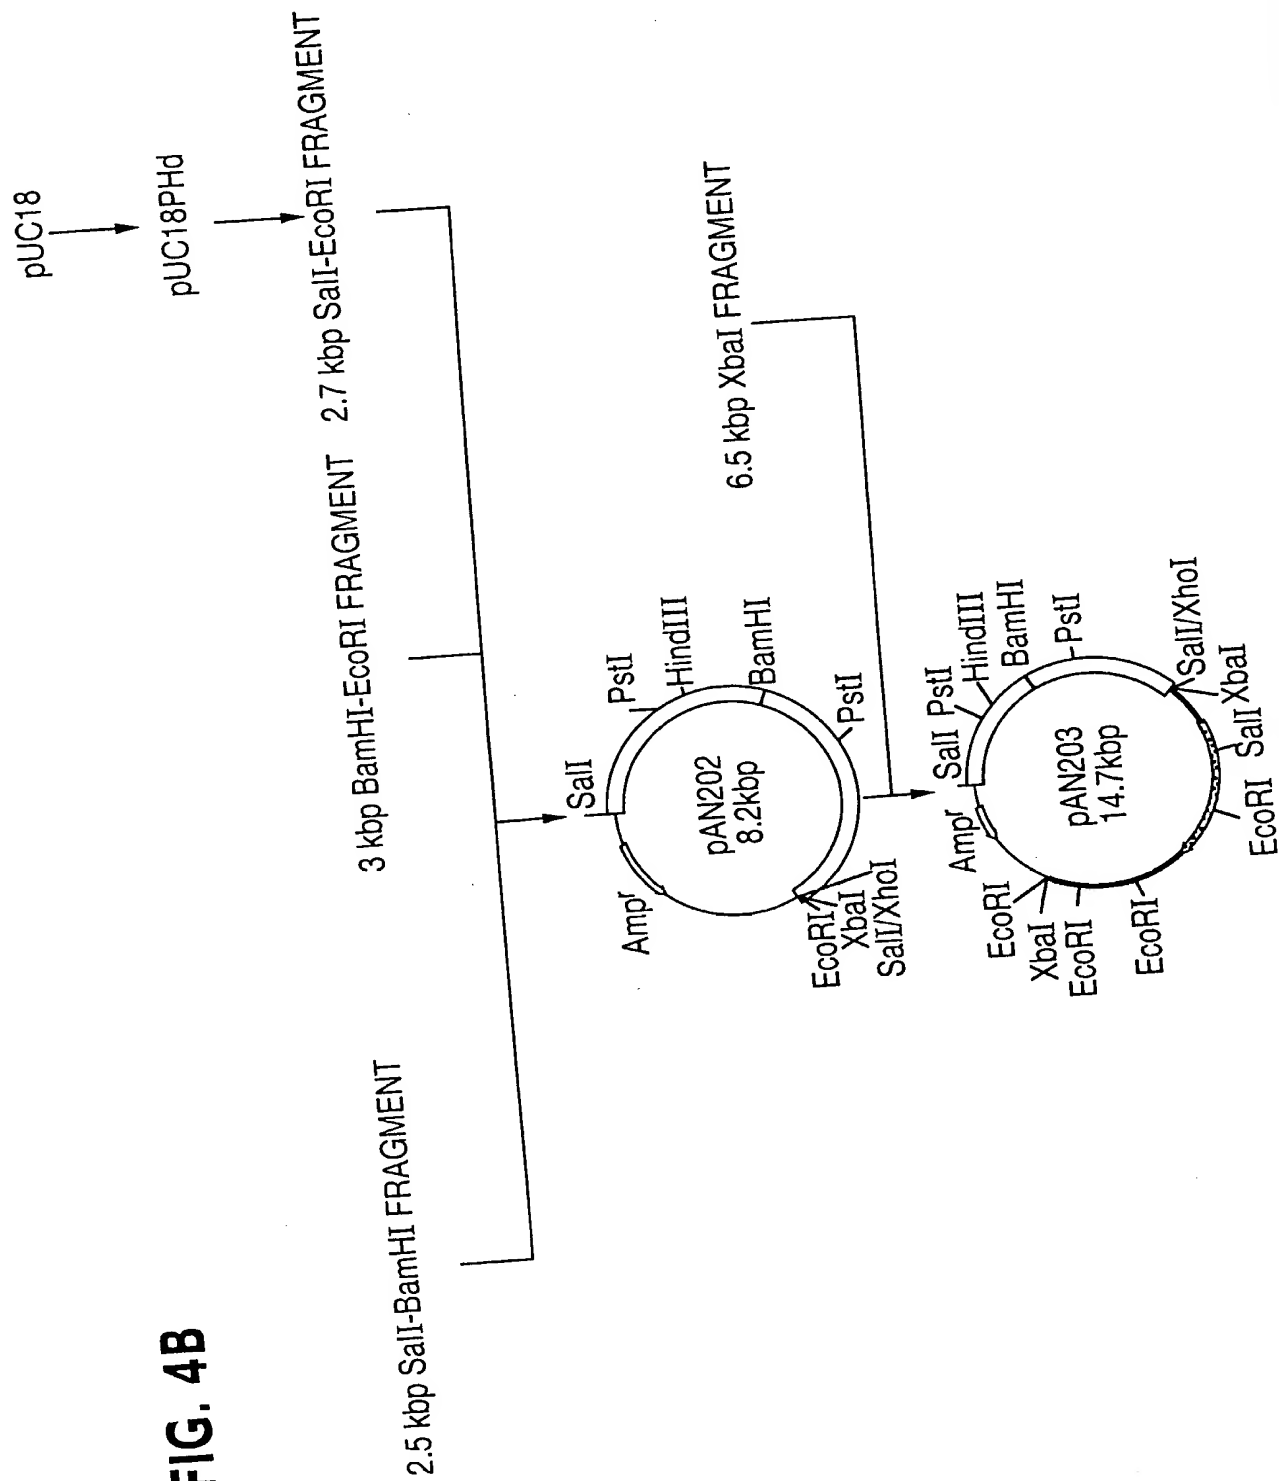 FIG. 4B
pUC18
pUC18PHd
2.5 kbp SalI-BamHI FRAGMENT
3 kbp BamHI-EcoRI FRAGMENT
2.7 kbp SalI-EcoRI FRAGMENT
SalI
PstI
HindIII
BamHI
PstI
Ampr
pAN202
8.2kbp
EcoRI
XbaI
SalI/XhoI
6.5 kbp XbaI FRAGMENT
SalI
PstI
HindIII
BamHI
PstI
Ampr
pAN203
14.7kbp
SalI/XhoI
XbaI
SalI
EcoRI
EcoRI
XbaI
EcoRI
EcoRI